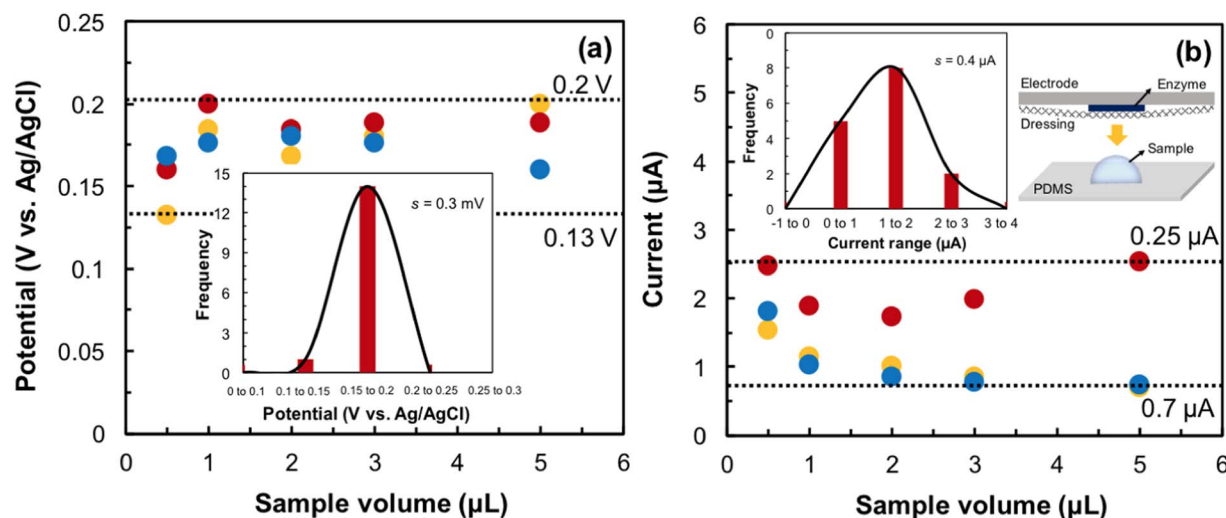 (a)
0.25
0.2
0.15
0.1
0.05
0
Potential (V vs. Ag/AgCl)
0.2 V
0.13 V
0 1 2 3 4 5 6
Sample volume (µL)
s = 0.3 mV
15
12
9
6
3
0
Frequency
0 to 0.1 0.1 to 0.15 0.15 to 0.2 0.2 to 0.25 0.25 to 0.3
Potential (V vs. Ag/AgCl)
(b)
6
5
4
3
2
1
0
Current (µA)
0.25 µA
0.7 µA
0 1 2 3 4 5 6
Sample volume (µL)
s = 0.4 µA
0
8
6
4
2
0
Frequency
-1 to 0 0 to 1 1 to 2 2 to 3 3 to 4
Current range (µA)
Electrode
Enzyme
Dressing
Sample
PDMS